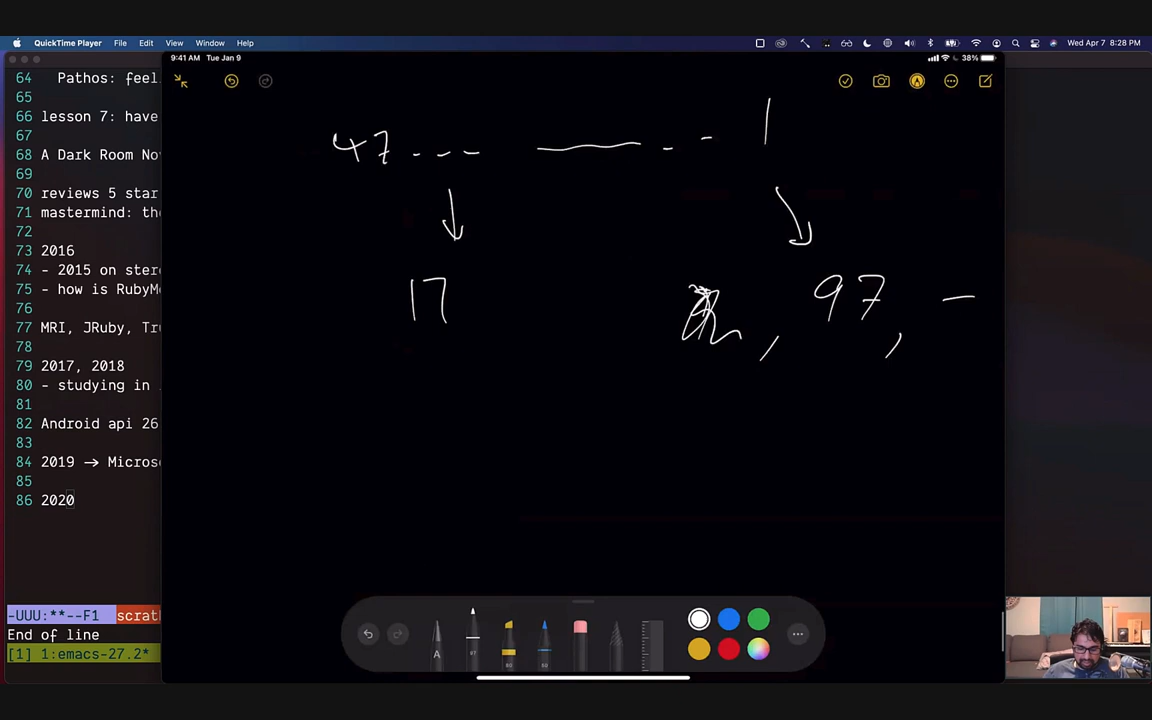 QuickTime Player File Edit View Window Help Wed Apr 7 8:28 PM
9:41 AM Tue Jan 9 38%
64 Pathos: feel
65
66 lesson 7: have
67
68 A Dark Room No
69
70 reviews 5 star
71 mastermind: the
72
73 2016
74 - 2015 on ster
75 - how is RubyM
76
77 MRI, JRuby, Tr
78
79 2017, 2018
80 - studying in
81
82 Android api 26
83
84 2019 → Micros
85
86 2020
-UUU:**--F1 scrat
End of line
[1] 1:emacs-27.2*
47 - - - — - - |
17 , 97, -
A